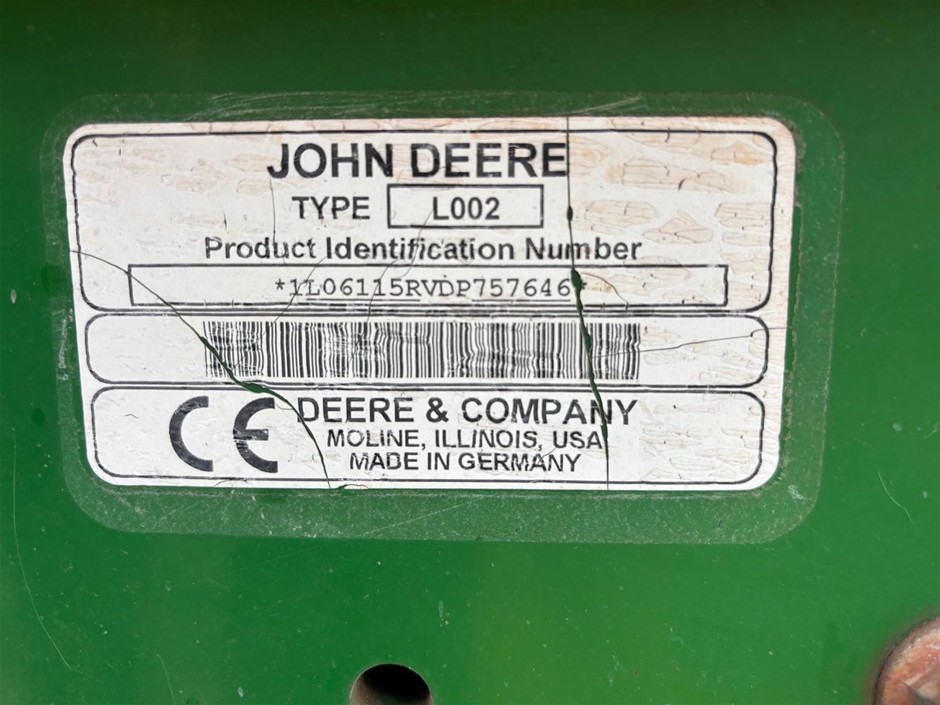 JOHN DEERE
TYPE L002
Product Identification Number
*1L06115RVDP757646*
CE DEERE & COMPANY
MOLINE, ILLINOIS, USA
MADE IN GERMANY